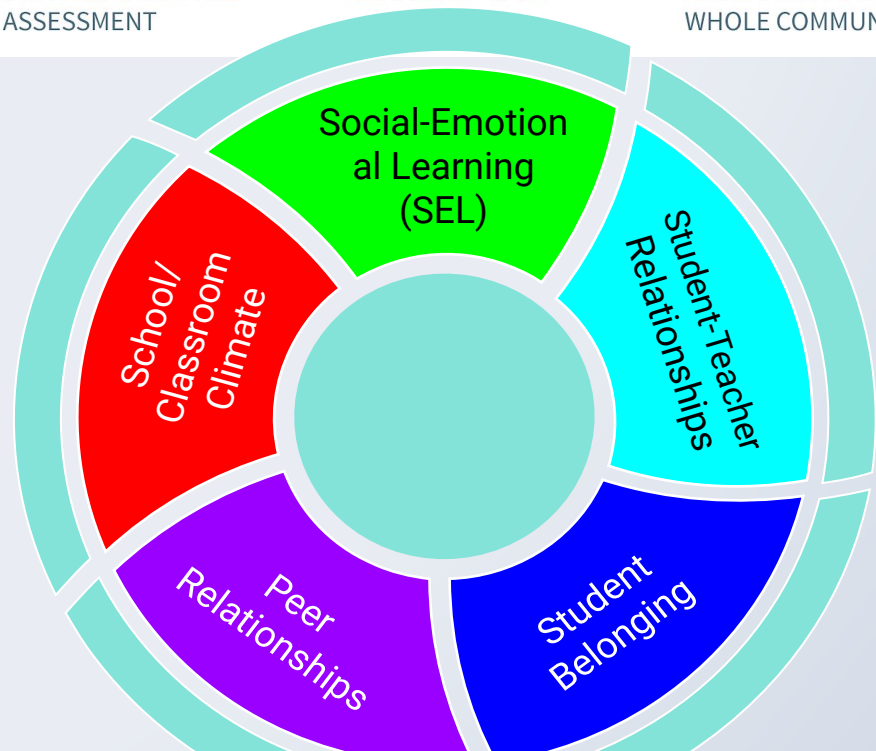 ASSESSMENT
WHOLE COMMUN
Social-Emotion
al Learning
(SEL)
Student-Teacher
Relationships
School/
Classroom
Climate
Peer
Relationships
Student
Belonging